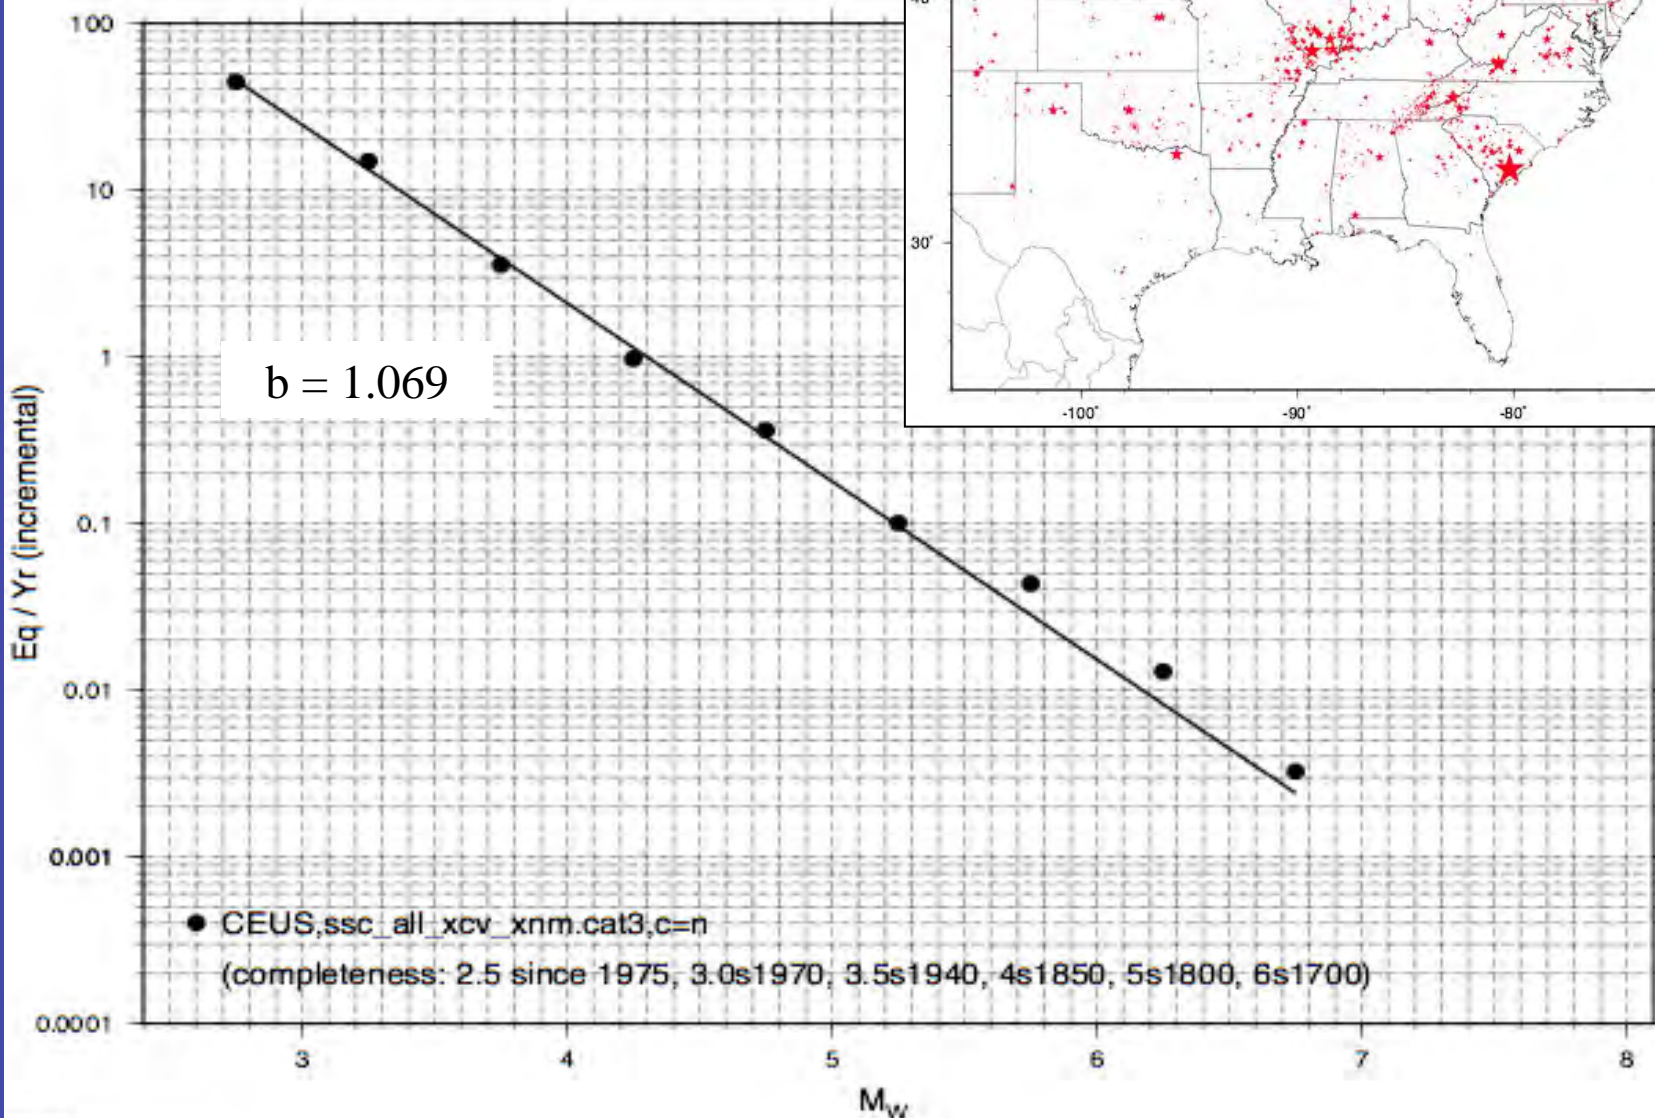 100
10
1
0.1
0.01
0.001
0.0001
Eq / Yr (incremental)
b = 1.069
30°
-100° -90° -80°
CEUS,ssc_all_xcv_xnm.cat3,c=n
(completeness: 2.5 since 1975, 3.0s1970, 3.5s1940, 4s1850, 5s1800, 6s1700)
3 4 5 6 7 8
Mw